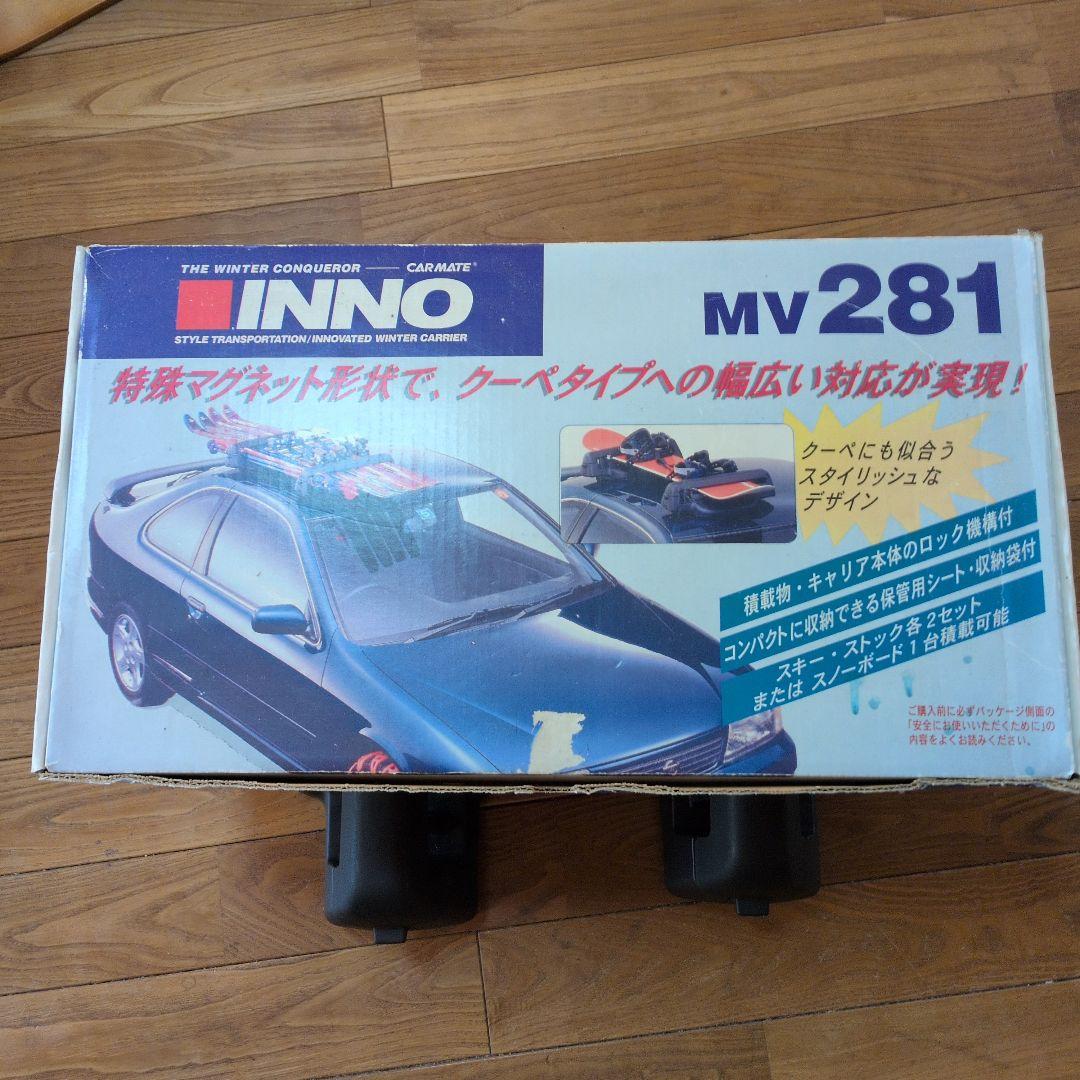 THE WINTER CONQUEROR —— CARMATE®
INNO
STYLE TRANSPORTATION/INNOVATED WINTER CARRIER
MV281
特殊マグネット形状で、クーペタイプへの幅広い対応が実現!
クーペにも似合う
スタイリッシュな
デザイン
積載物・キャリア本体のロック機構付
コンパクトに収納できる保管用シート・収納袋付
スキー・ストック各2セット
または スノーボード1台積載可能
ご購入前に必ずパッケージ側面の
「安全にお使いいただくために」の
内容をよくお読みください。